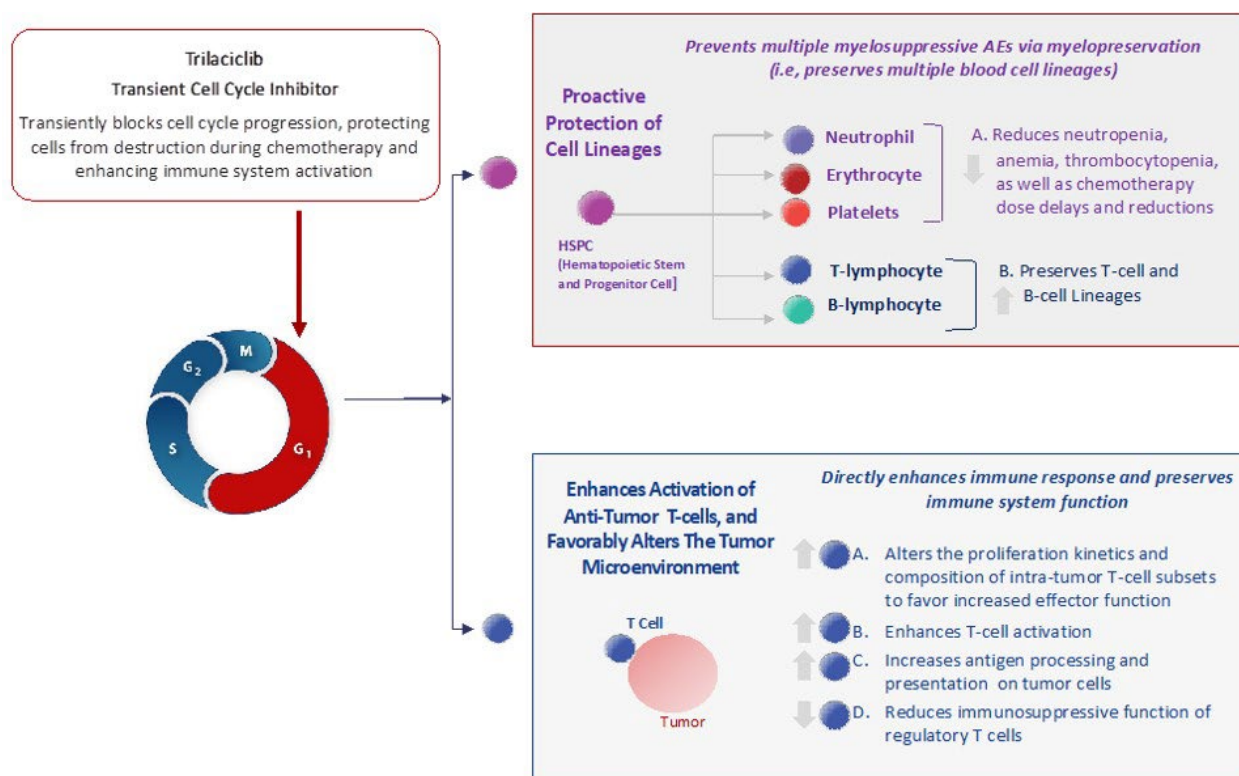 Trilaciclib
Transient Cell Cycle Inhibitor
Transiently blocks cell cycle progression, protecting
cells from destruction during chemotherapy and
enhancing immune system activation
G2
M
S
G1
Prevents multiple myelosuppressive AEs via myelopreservation
(i.e, preserves multiple blood cell lineages)
Proactive
Protection of
Cell Lineages
HSPC
(Hematopoietic Stem
and Progenitor Cell]
Neutrophil
Erythrocyte
Platelets
A. Reduces neutropenia,
anemia, thrombocytopenia,
as well as chemotherapy
dose delays and reductions
T-lymphocyte
B-lymphocyte
B. Preserves T-cell and
B-cell Lineages
Enhances Activation of
Anti-Tumor T-cells, and
Favorably Alters The Tumor
Microenvironment
T Cell
Tumor
Directly enhances immune response and preserves
immune system function
A. Alters the proliferation kinetics and
composition of intra-tumor T-cell subsets
to favor increased effector function
B. Enhances T-cell activation
C. Increases antigen processing and
presentation on tumor cells
D. Reduces immunosuppressive function of
regulatory T cells